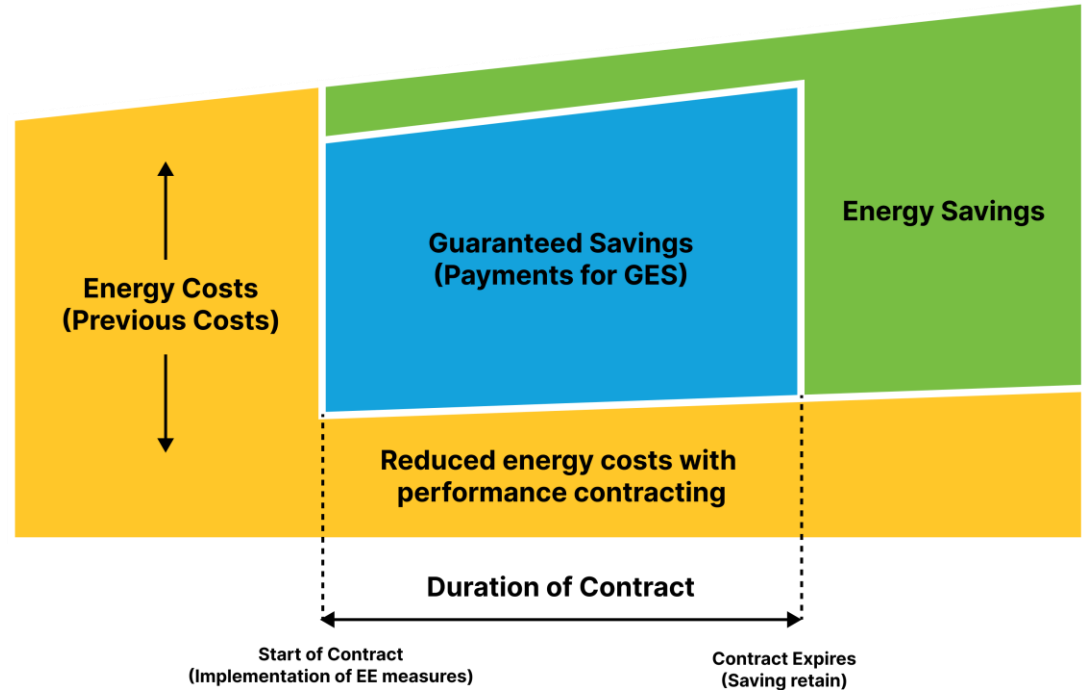 Energy Costs
(Previous Costs)
Guaranteed Savings
(Payments for GES)
Energy Savings
Reduced energy costs with
performance contracting
Duration of Contract
Start of Contract
(Implementation of EE measures)
Contract Expires
(Saving retain)